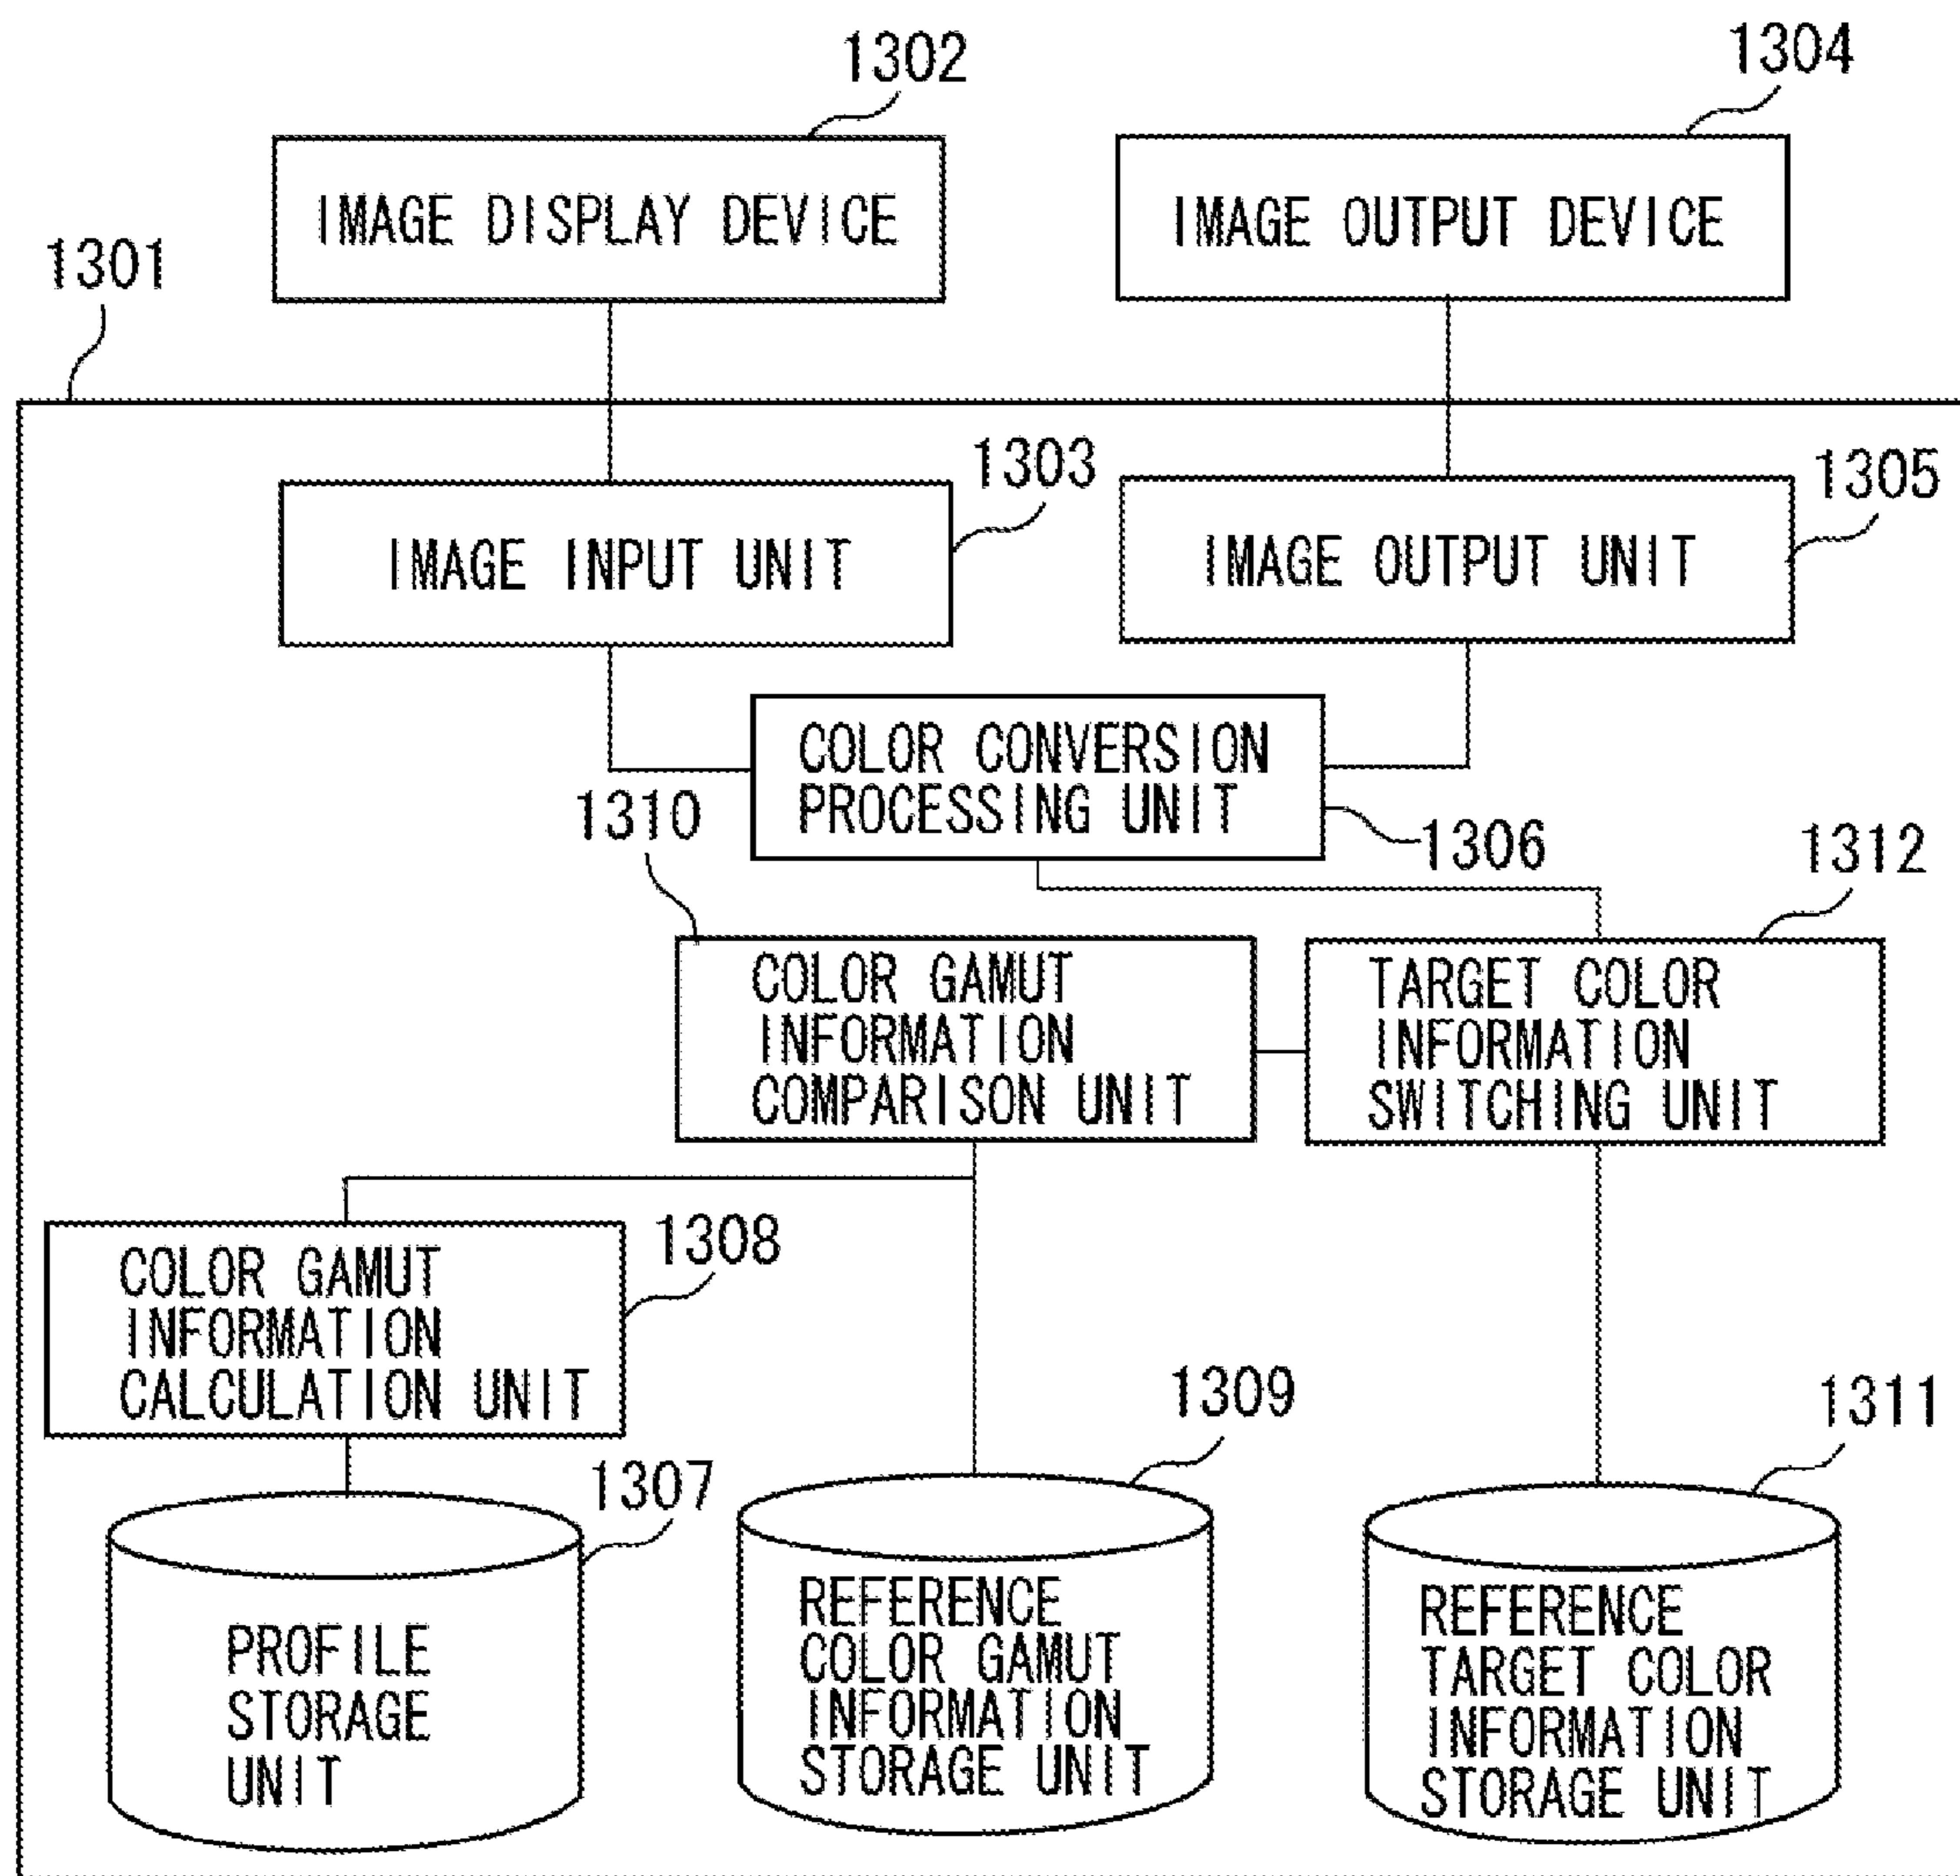 1302
1304
IMAGE DISPLAY DEVICE
IMAGE OUTPUT DEVICE
1301
1303
1305
IMAGE INPUT UNIT
IMAGE OUTPUT UNIT
COLOR CONVERSION
PROCESSING UNIT
1310
1306
1312
COLOR GAMUT
INFORMATION
COMPARISON UNIT
TARGET COLOR
INFORMATION
SWITCHING UNIT
1308
COLOR GAMUT
INFORMATION
CALCULATION UNIT
1309
1311
1307
PROFILE
STORAGE
UNIT
REFERENCE
COLOR GAMUT
INFORMATION
STORAGE UNIT
REFERENCE
TARGET COLOR
INFORMATION
STORAGE UNIT